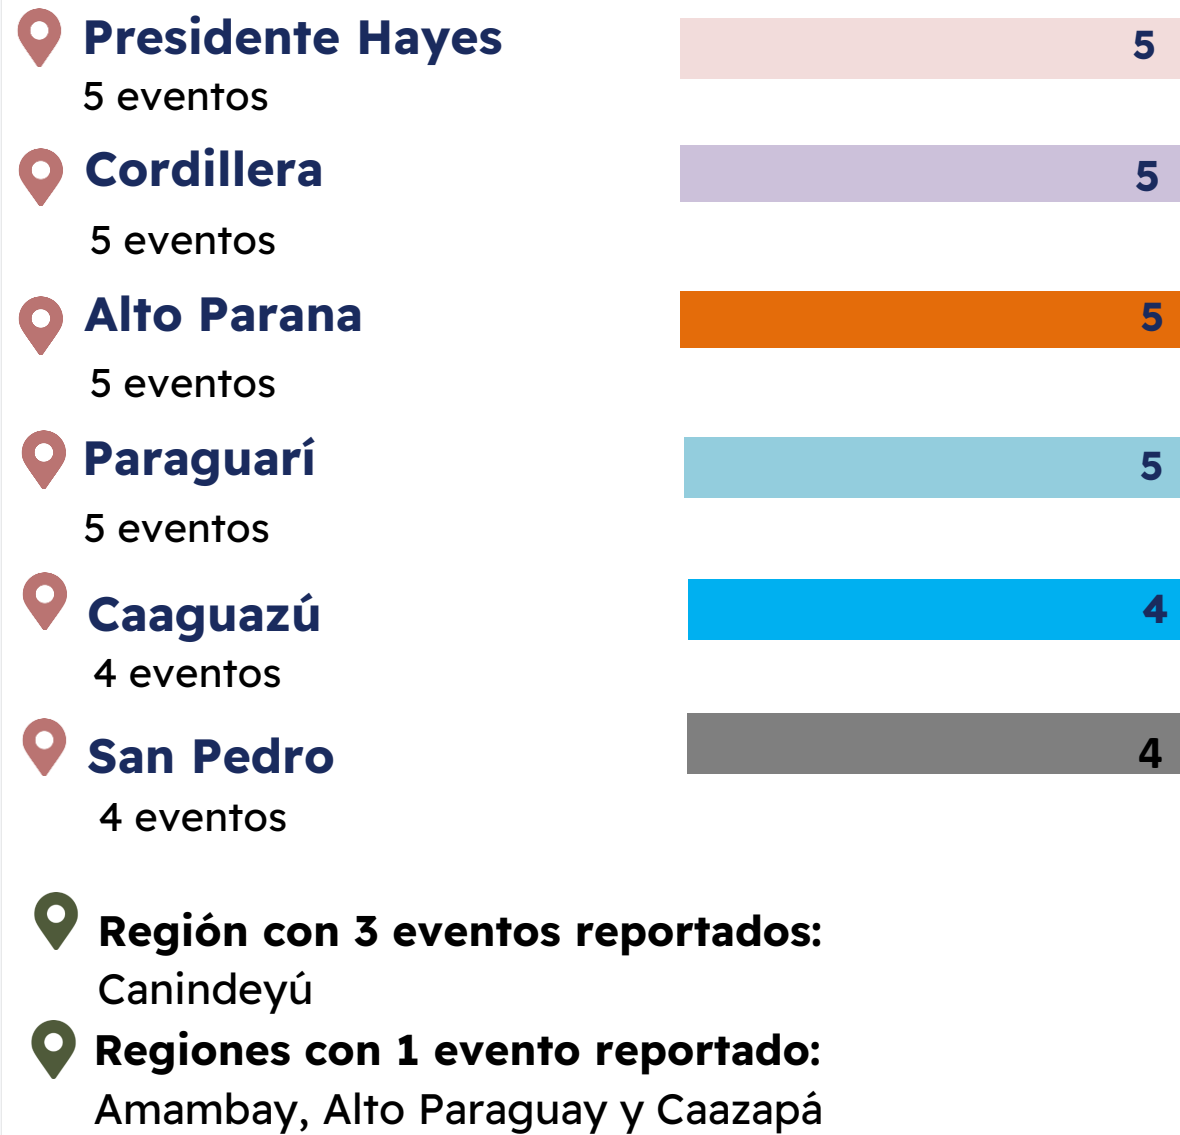 Presidente Hayes
5
5 eventos
Cordillera
5
5 eventos
Alto Parana
5
5 eventos
Paraguarí
5
5 eventos
Caaguazú
4
4 eventos
San Pedro
4
4 eventos
Región con 3 eventos reportados:
Canindeyú
Regiones con 1 evento reportado:
Amambay, Alto Paraguay y Caazapá